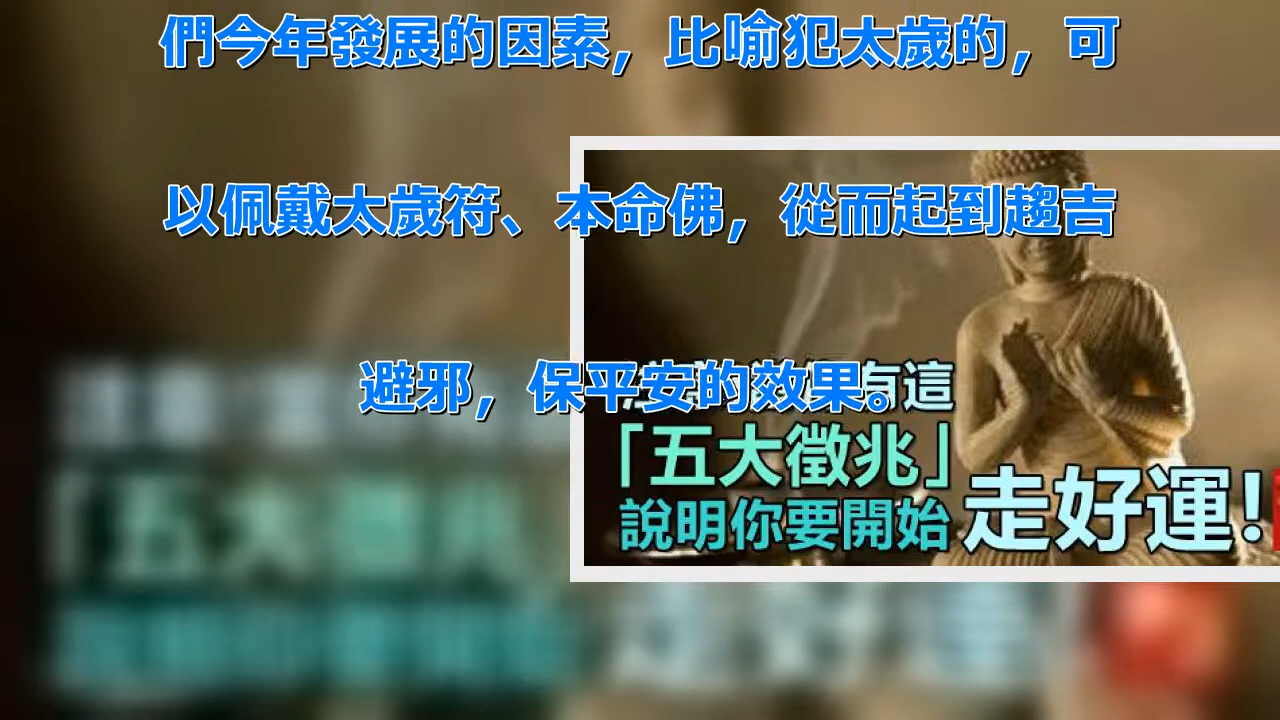 們今年發展的因素，比喻犯太歲的，可
以佩戴太歲符、本命佛，從而起到趨吉
避邪，保平安的效果。
有這
「五大徵兆」
說明你要開始 走好運!